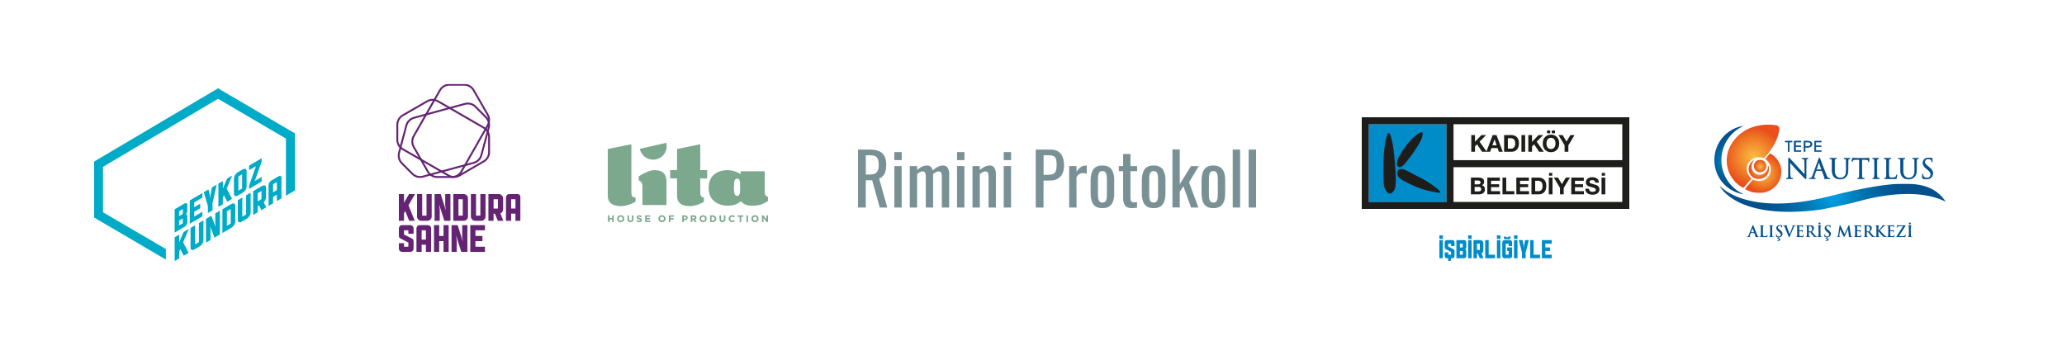 BEYKOZ
KUNDURA
KUNDURA
SAHNE
lita
HOUSE OF PRODUCTION
Rimini Protokoll
KADIKÖY
BELEDİYESİ
İŞBİRLİĞİYLE
TEPE
NAUTILUS
ALIŞVERİŞ MERKEZİ